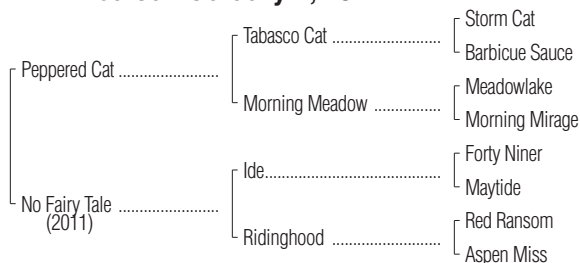 Storm Cat
Tabasco Cat ........................
Barbicue Sauce
Peppered Cat ......................
Meadowlake
Morning Meadow ................
Morning Mirage
Forty Niner
Ide......................................
Maytide
No Fairy Tale ......................
(2011)
Red Ransom
Ridinghood ........................
Aspen Miss